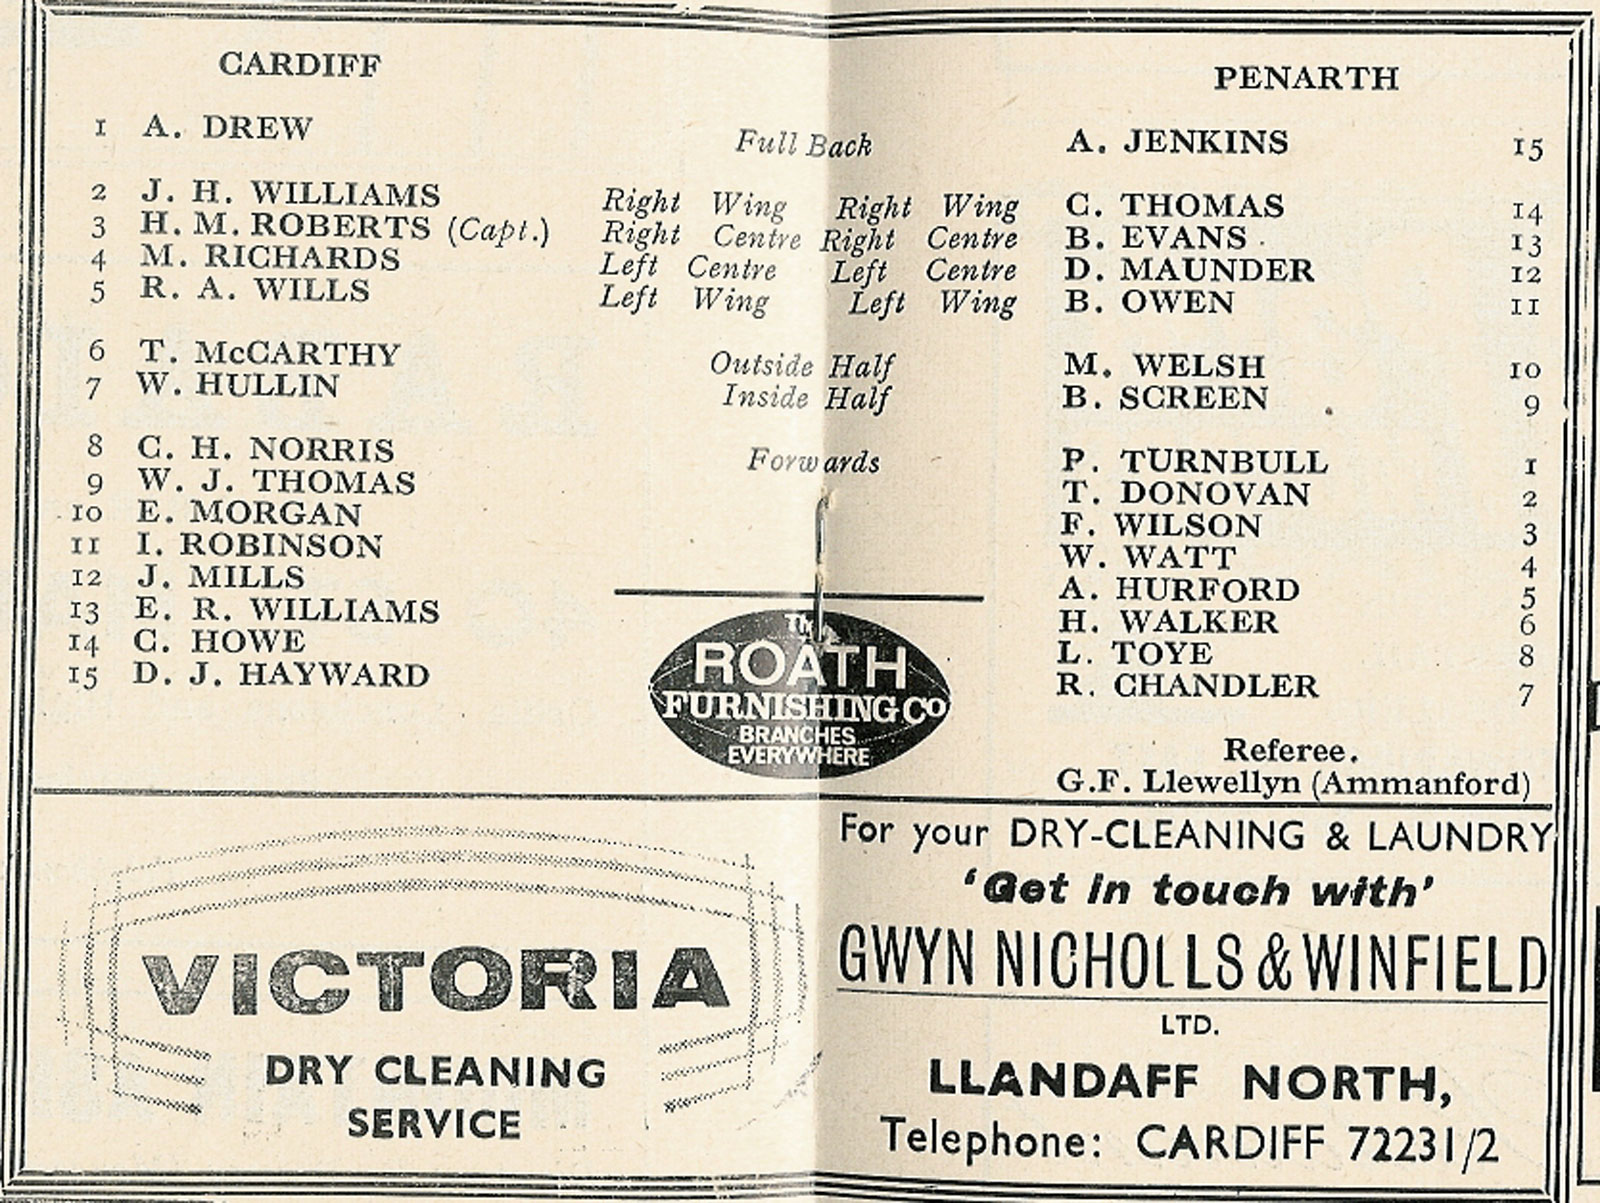 CARDIFF
PENARTH
1 A. DREW Full Back A. JENKINS 15
2 J. H. WILLIAMS Right Wing Right Wing C. THOMAS 14
3 H. M. ROBERTS (Capt.) Right Centre Right Centre B. EVANS 13
4 M. RICHARDS Left Centre Left Centre D. MAUNDER 12
5 R. A. WILLS Left Wing Left Wing B. OWEN 11
6 T. McCARTHY Outside Half M. WELSH 10
7 W. HULLIN Inside Half B. SCREEN 9
8 C. H. NORRIS Forwards P. TURNBULL 1
9 W. J. THOMAS T. DONOVAN 2
10 E. MORGAN F. WILSON 3
11 I. ROBINSON W. WATT 4
12 J. MILLS A. HURFORD 5
13 E. R. WILLIAMS H. WALKER 6
14 C. HOWE L. TOYE 8
15 D. J. HAYWARD R. CHANDLER 7
The
ROATH
FURNISHING CO
BRANCHES
EVERYWHERE
Referee.
G.F. Llewellyn (Ammanford)
VICTORIA
DRY CLEANING
SERVICE
For your DRY-CLEANING & LAUNDRY
'Get in touch with'
GWYN NICHOLLS & WINFIELD
LTD.
LLANDAFF NORTH,
Telephone: CARDIFF 72231/2